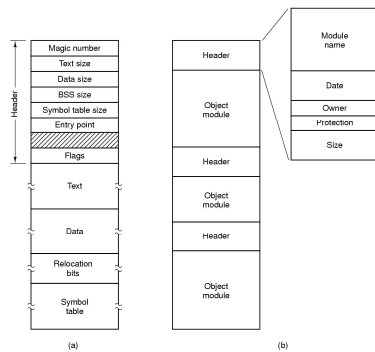 Header
Magic number
Text size
Data size
BSS size
Symbol table size
Entry point
Flags
Text
Data
Relocation
bits
Symbol
table
(a)
Header
Object
module
Header
Object
module
Header
Object
module
Module
name
Date
Owner
Protection
Size
(b)